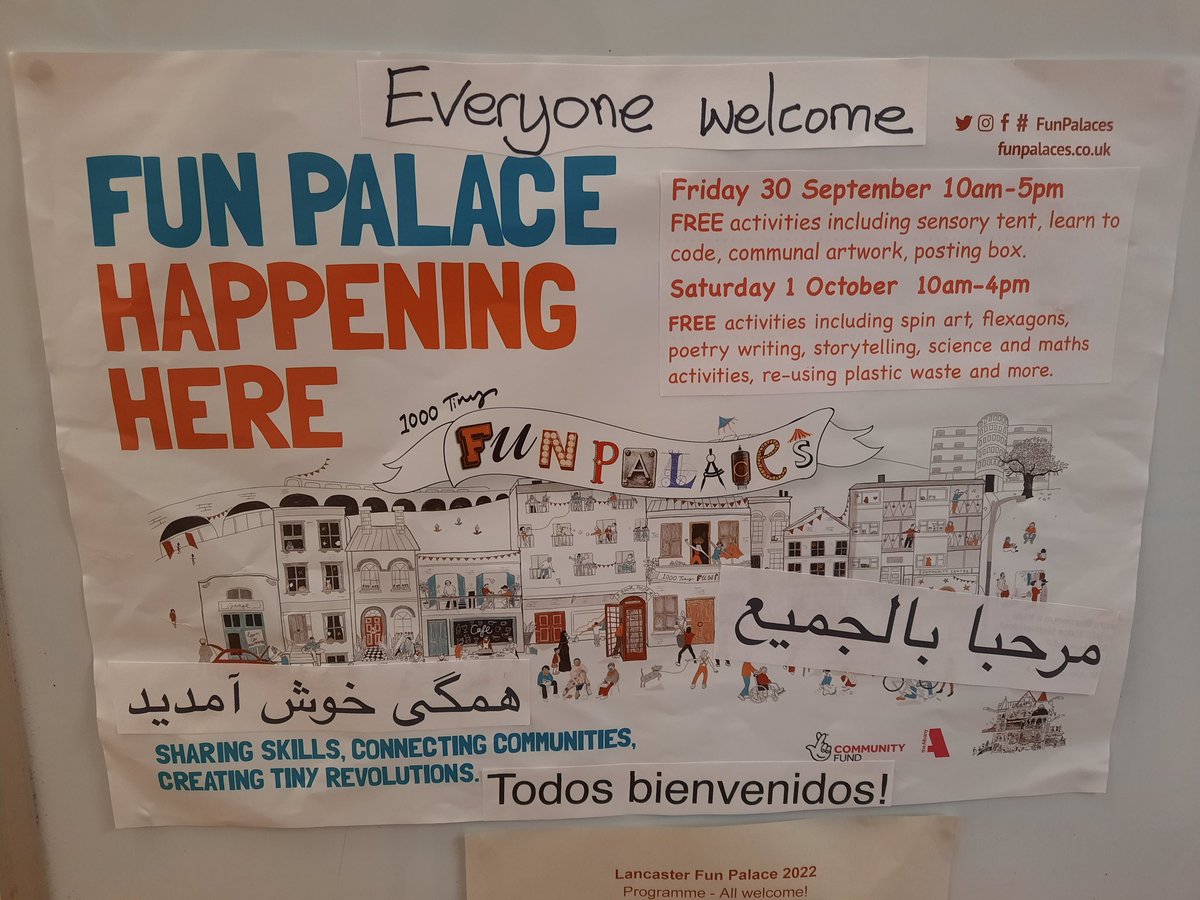 Everyone welcome
FunPalaces
funpalaces.co.uk
FUN PALACE
HAPPENING
HERE
Friday 30 September 10am-5pm
FREE activities including sensory tent, learn to
code, communal artwork, posting box.
Saturday 1 October 10am-4pm
FREE activities including spin art, flexagons,
poetry writing, storytelling, science and maths
activities, re-using plastic waste and more.
1000 Tiny
FUN PALACES
1000 Tiny FUN P
Café
مرحبا بالجميع
همگی خوش آمدید
SHARING SKILLS, CONNECTING COMMUNITIES,
CREATING TINY REVOLUTIONS.
COMMUNITY
FUND
Todos bienvenidos!
Lancaster Fun Palace 2022
Programme - All welcome!